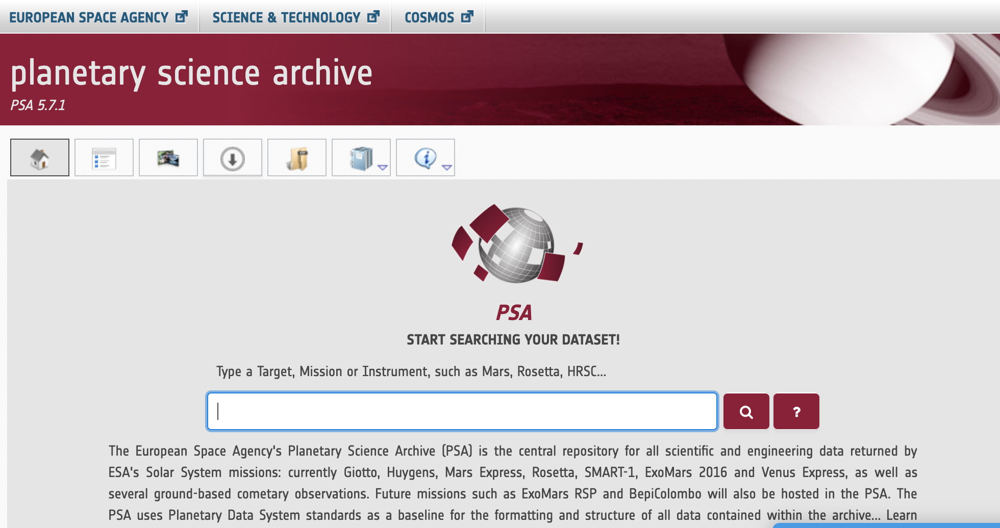 EUROPEAN SPACE AGENCY SCIENCE & TECHNOLOGY COSMOS
planetary science archive
PSA 5.7.1
PSA
START SEARCHING YOUR DATASET!
Type a Target, Mission or Instrument, such as Mars, Rosetta, HRSC...
?
The European Space Agency's Planetary Science Archive (PSA) is the central repository for all scientific and engineering data returned by
ESA's Solar System missions: currently Giotto, Huygens, Mars Express, Rosetta, SMART-1, ExoMars 2016 and Venus Express, as well as
several ground-based cometary observations. Future missions such as ExoMars RSP and BepiColombo will also be hosted in the PSA. The
PSA uses Planetary Data System standards as a baseline for the formatting and structure of all data contained within the archive... Learn